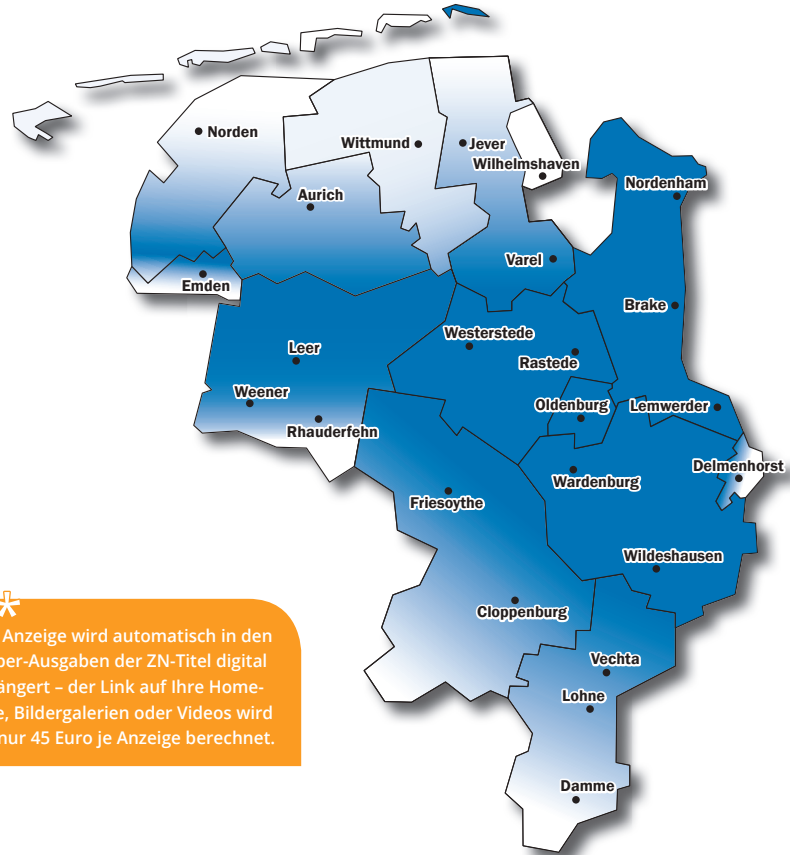 Norden
Wittmund
Jever
Wilhelmshaven
Nordenham
Aurich
Varel
Emden
Brake
Westerstede
Leer
Rastede
Weener
Oldenburg
Lemwerder
Rhauderfehn
Delmenhorst
Wardenburg
Friesoythe
Wildeshausen
Cloppenburg
Vechta
Lohne
Damme
*
Anzeige wird automatisch in den
per-Ausgaben der ZN-Titel digital
ängert – der Link auf Ihre Home-
e, Bildergalerien oder Videos wird
nur 45 Euro je Anzeige berechnet.